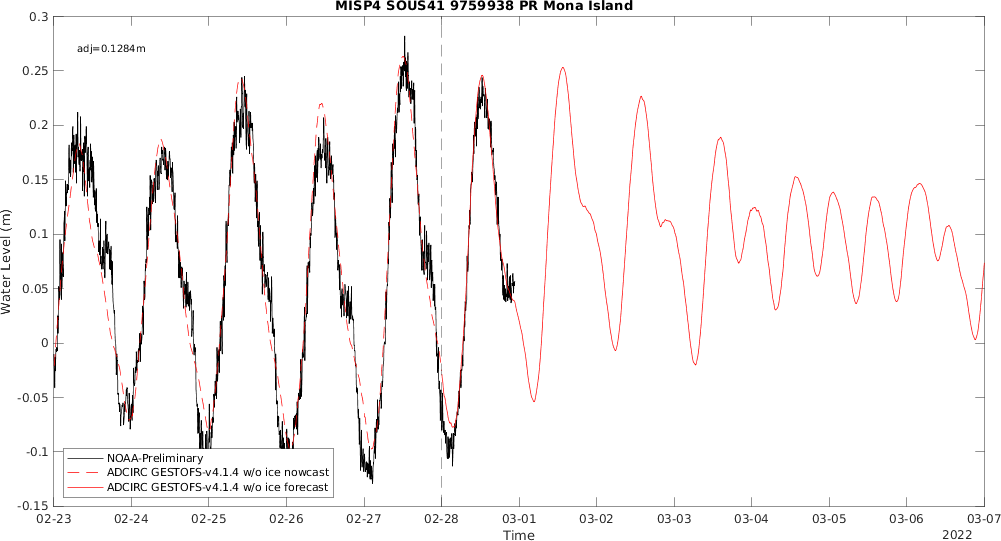 MISP4 SOUS41 9759938 PR Mona Island
adj=0.1284m
0.3
0.25
0.2
0.15
0.1
0.05
0
-0.05
-0.1
-0.15
Water Level (m)
NOAA-Preliminary
ADCIRC GESTOFS-v4.1.4 w/o ice nowcast
ADCIRC GESTOFS-v4.1.4 w/o ice forecast
02-23 02-24 02-25 02-26 02-27 02-28 03-01 03-02 03-03 03-04 03-05 03-06 03-07
Time
2022